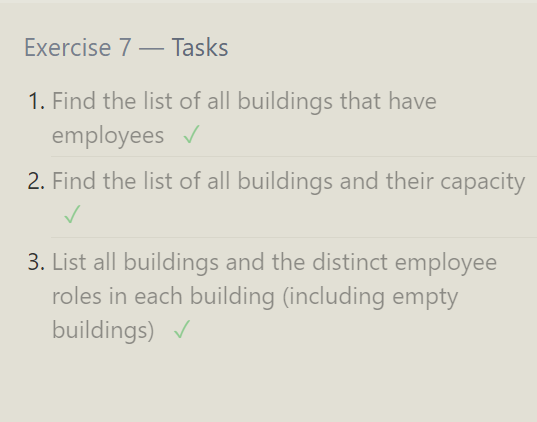 Exercise 7 — Tasks
1. Find the list of all buildings that have
employees ✓
2. Find the list of all buildings and their capacity
✓
3. List all buildings and the distinct employee
roles in each building (including empty
buildings) ✓